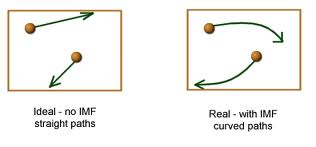 Ideal - no IMF
straight paths
Real - with IMF
curved paths